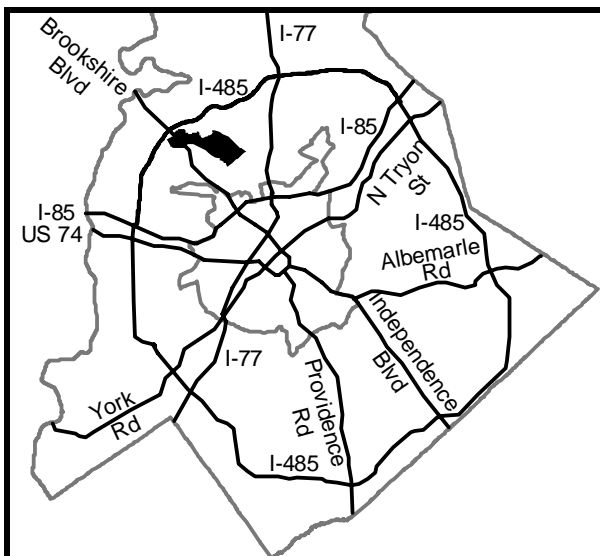 I-77
Brookshire
Blvd
I-485
I-85
N Tryon
St
I-85
US 74
I-485
Albemarle
Rd
Independence
Blvd
I-77
Providence
Rd
York
Rd
I-485